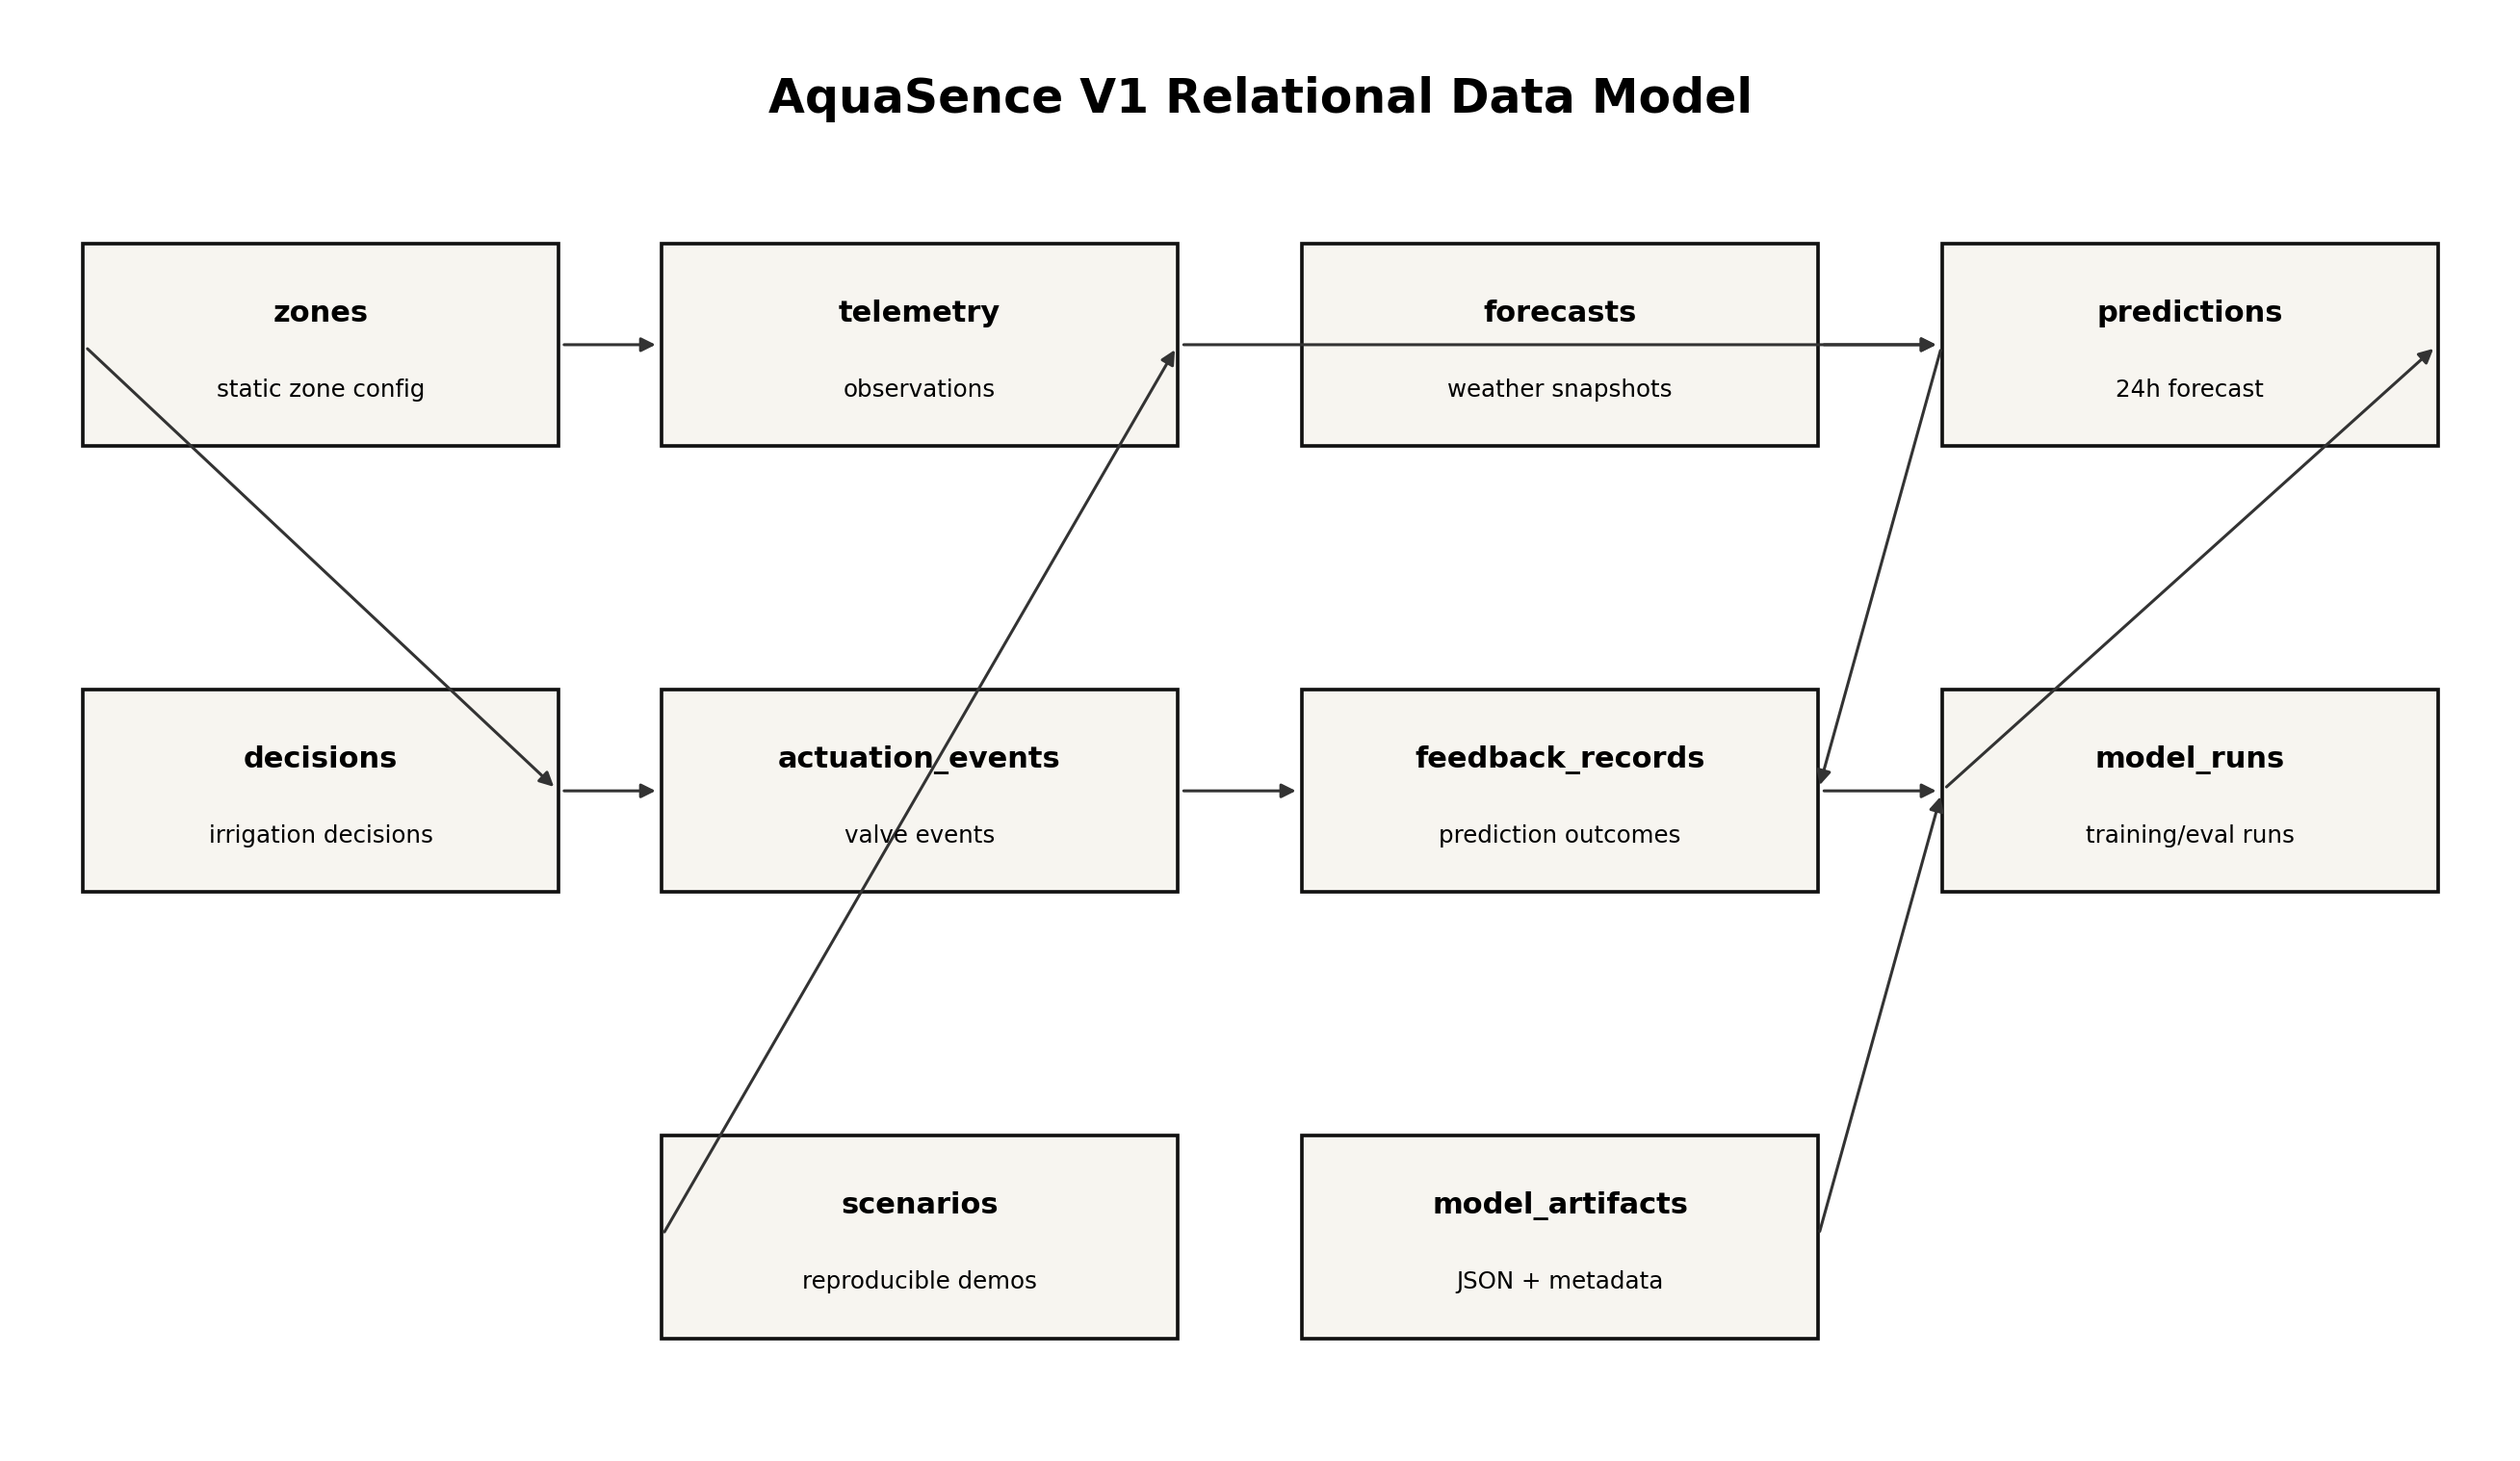 AquaSence V1 Relational Data Model
zones
static zone config
telemetry
observations
forecasts
weather snapshots
predictions
24h forecast
decisions
irrigation decisions
actuation_events
valve events
feedback_records
prediction outcomes
model_runs
training/eval runs
scenarios
reproducible demos
model_artifacts
JSON + metadata